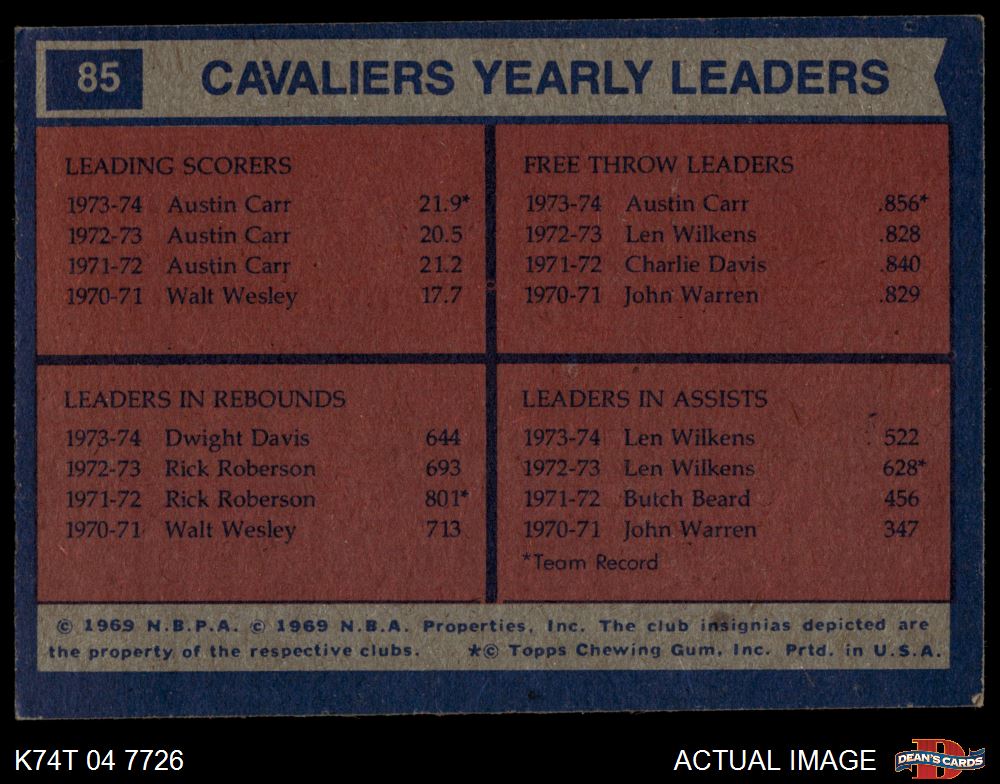 85 CAVALIERS YEARLY LEADERS
LEADING SCORERS
1973-74 Austin Carr 21.9*
1972-73 Austin Carr 20.5
1971-72 Austin Carr 21.2
1970-71 Walt Wesley 17.7
FREE THROW LEADERS
1973-74 Austin Carr .856*
1972-73 Len Wilkens .828
1971-72 Charlie Davis .840
1970-71 John Warren .829
LEADERS IN REBOUNDS
1973-74 Dwight Davis 644
1972-73 Rick Roberson 693
1971-72 Rick Roberson 801*
1970-71 Walt Wesley 713
LEADERS IN ASSISTS
1973-74 Len Wilkens 522
1972-73 Len Wilkens 628*
1971-72 Butch Beard 456
1970-71 John Warren 347
*Team Record
© 1969 N.B.P.A. © 1969 N.B.A. Properties, Inc. The club insignias depicted are
the property of the respective clubs. *© Topps Chewing Gum, Inc. Prtd. in U.S.A.
K74T 04 7726
ACTUAL IMAGE
D
DEAN'S CARDS